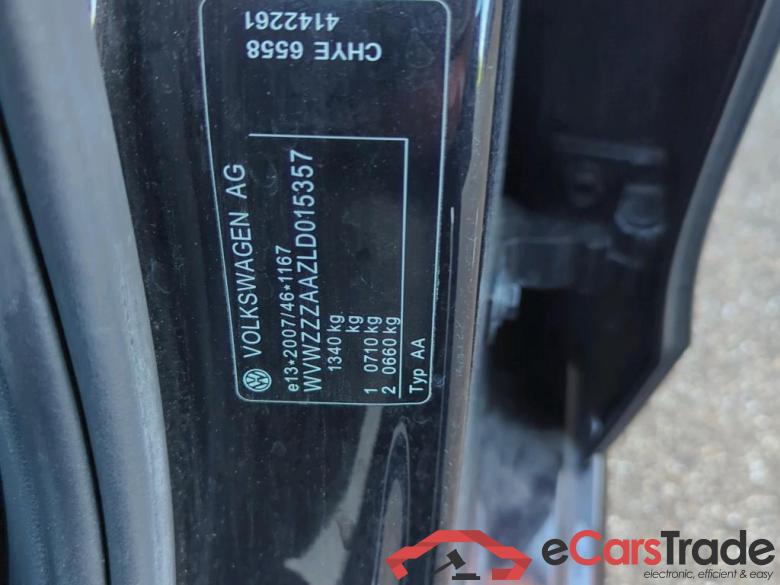 VOLKSWAGEN AG
e13*2007/46*1167
WVWZZZAAZLD015357
1340 kg
kg
1 0710 kg
2 0660 kg
Typ AA
CHYE 6558
4142261
eCarsTrade
electronic, efficient & easy